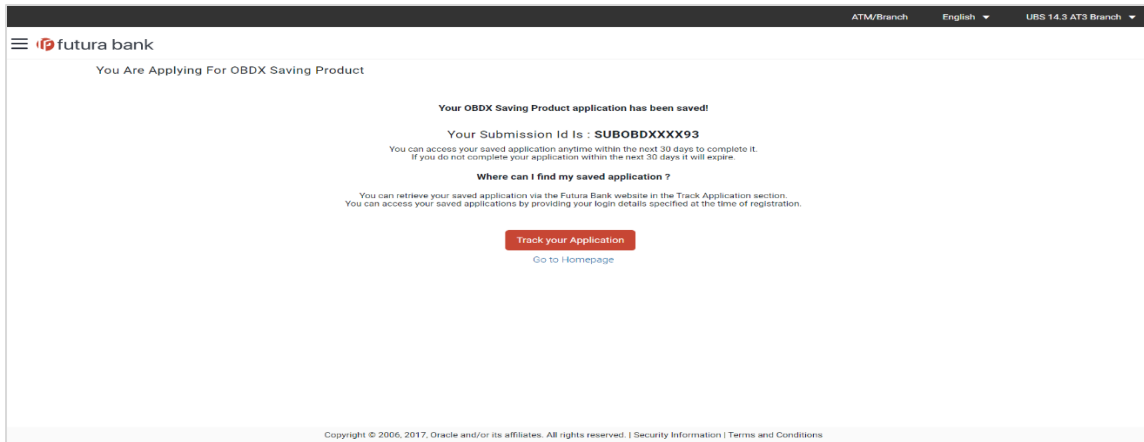 ATM/Branch English UBS 14.3 AT3 Branch
futura bank
You Are Applying For OBDX Saving Product
Your OBDX Saving Product application has been saved!
Your Submission Id Is : SUBOBDXXXX93
You can access your saved application anytime within the next 30 days to complete it.
If you do not complete your application within the next 30 days it will expire.
Where can I find my saved application ?
You can retrieve your saved application via the Futura Bank website in the Track Application section.
You can access your saved applications by providing your login details specified at the time of registration.
Track your Application
Go to Homepage
Copyright © 2006, 2017, Oracle and/or its affiliates. All rights reserved. | Security Information | Terms and Conditions